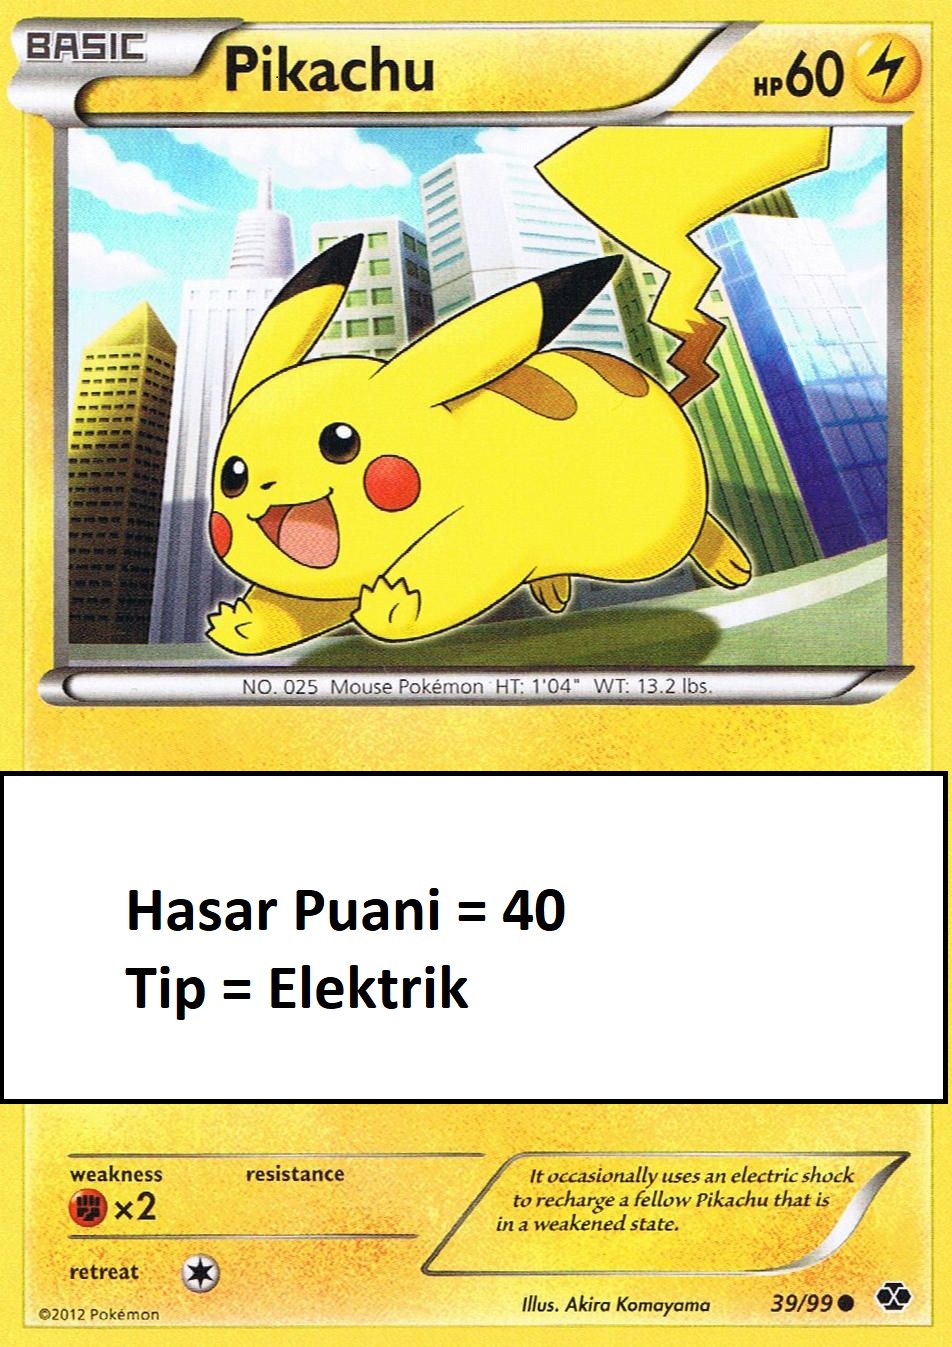 BASIC
Pikachu
HP60
NO. 025 Mouse Pokémon HT: 1'04" WT: 13.2 lbs.
Hasar Puani = 40
Tip = Elektrik
weakness
×2
resistance
retreat
It occasionally uses an electric shock
to recharge a fellow Pikachu that is
in a weakened state.
©2012 Pokémon
Illus. Akira Komayama
39/99